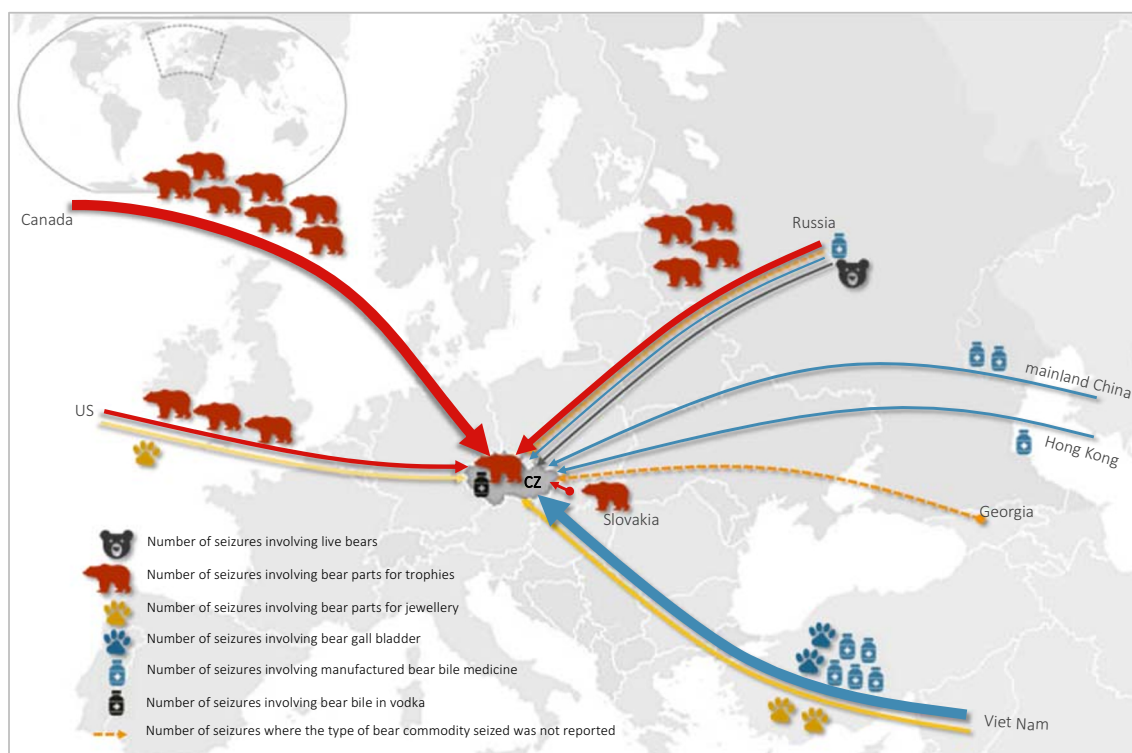 Canada
Russia
mainland China
US
Hong Kong
CZ
Slovakia
Georgia
Number of seizures involving live bears
Number of seizures involving bear parts for trophies
Number of seizures involving bear parts for jewellery
Number of seizures involving bear gall bladder
Number of seizures involving manufactured bear bile medicine
Number of seizures involving bear bile in vodka
Number of seizures where the type of bear commodity seized was not reported
Viet Nam